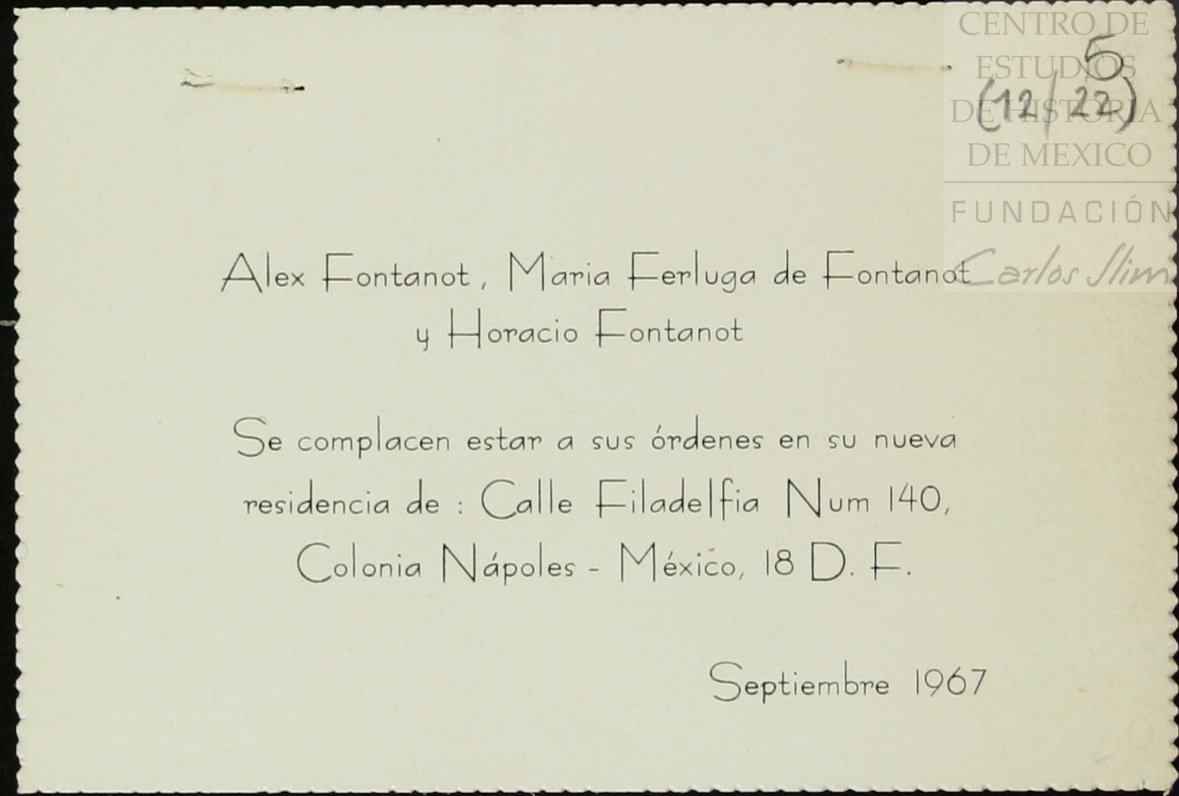 CENTRO DE
ESTUDIOS
DE HISTORIA
DE MEXICO
FUNDACIÓN
Carlos Slim
5
(12/22)
Alex Fontanot, Maria Ferluga de Fontanot
y Horacio Fontanot
Se complacen estar a sus órdenes en su nueva
residencia de : Calle Filadelfia Num 140,
Colonia Nápoles - México, 18 D. F.
Septiembre 1967